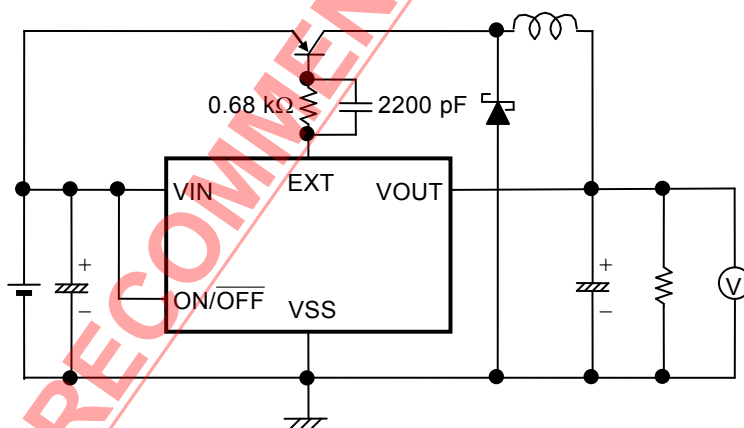 0.68 kΩ
2200 pF
VIN
EXT
VOUT
+
−
ON/OFF
VSS
+
−
V
RECOMMEN